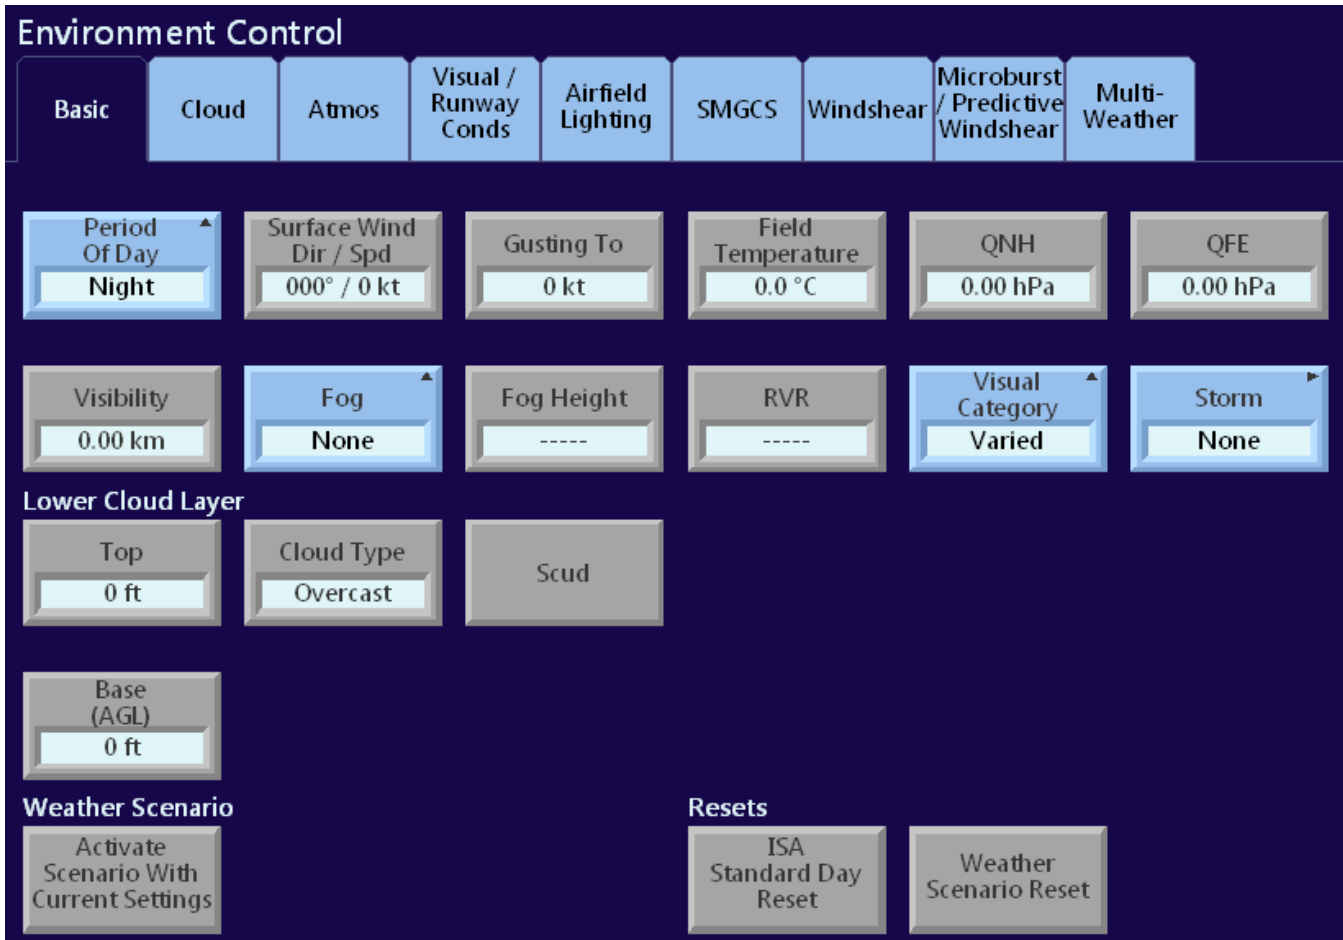 Environment Control
Basic
Cloud
Atmos
Visual /
Runway
Conds
Airfield
Lighting
SMGCS
Windshear
Microburst
/ Predictive
Windshear
Multi-
Weather
Period
Of Day
Night
Surface Wind
Dir / Spd
000° / 0 kt
Gusting To
0 kt
Field
Temperature
0.0 °C
QNH
0.00 hPa
QFE
0.00 hPa
Visibility
0.00 km
Fog
None
Fog Height
-----
RVR
-----
Visual
Category
Varied
Storm
None
Lower Cloud Layer
Top
0 ft
Cloud Type
Overcast
Scud
Base
(AGL)
0 ft
Weather Scenario
Activate
Scenario With
Current Settings
Resets
ISA
Standard Day
Reset
Weather
Scenario Reset